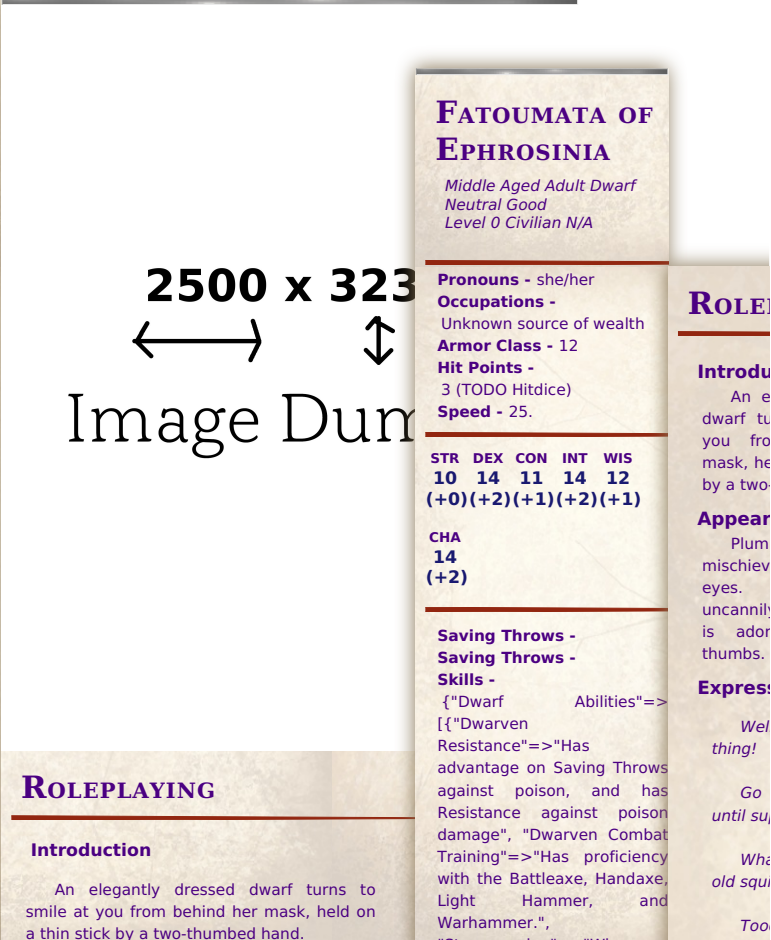 2500 x 323
Image Dum
Roleplaying
Introduction
An elegantly dressed dwarf turns to
smile at you from behind her mask, held on
a thin stick by a two-thumbed hand.
Fatoumata of
Ephrosinia
Middle Aged Adult Dwarf
Neutral Good
Level 0 Civilian N/A
Pronouns - she/her
Occupations -
Unknown source of wealth
Armor Class - 12
Hit Points -
3 (TODO Hitdice)
Speed - 25.
STR DEX CON INT WIS
10 14 11 14 12
(+0)(+2)(+1)(+2)(+1)
CHA
14
(+2)
Saving Throws -
Saving Throws -
Skills -
{"Dwarf Abilities"=>
[{"Dwarven
Resistance"=>"Has
advantage on Saving Throws
against poison, and has
Resistance against poison
damage", "Dwarven Combat
Training"=>"Has proficiency
with the Battleaxe, Handaxe,
Light Hammer, and
Warhammer.",
Role
Introdu
An e
dwarf tu
you fro
mask, he
by a two-
Appear
Plum
mischiev
eyes.
uncannily
is ador
thumbs.
Express
Wel
thing!
Go
until sup
Wha
old squi
Tood